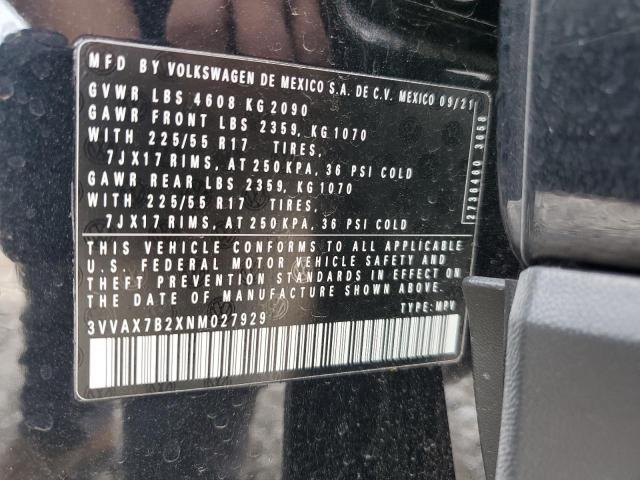 MFD BY VOLKSWAGEN DE MEXICO S.A. DE C.V. MEXICO 09/21
GVWR LBS 4608 KG 2090
GAWR FRONT LBS 2359, KG 1070
WITH 225/55 R17 TIRES,
7JX17 RIMS, AT 250 KPA, 36 PSI COLD
GAWR REAR LBS 2359, KG 1070
WITH 225/55 R17 TIRES,
7JX17 RIMS, AT 250 KPA, 36 PSI COLD
THIS VEHICLE CONFORMS TO ALL APPLICABLE
U.S. FEDERAL MOTOR VEHICLE SAFETY AND
THEFT PREVENTION STANDARDS IN EFFECT ON
THE DATE OF MANUFACTURE SHOWN ABOVE.
3VVAX7B2XNM027929 TYPE: MPV
2736460 3658